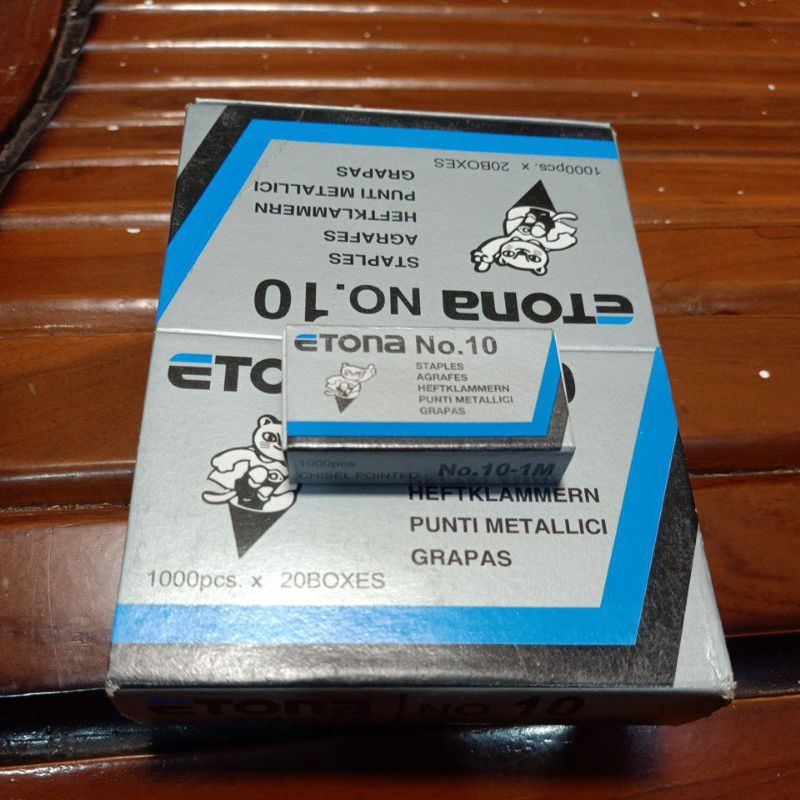 1000pcs. x 20BOXES
GRAPAS
PUNTI METALLICI
HEFTKLAMMERN
AGRAFES
STAPLES
ETONA NO.10
ETONA No.10
STAPLES
AGRAFES
HEFTKLAMMERN
PUNTI METALLICI
GRAPAS
1000pcs.
CHISEL POINTED
No.10-1M
HEFTKLAMMERN
PUNTI METALLICI
GRAPAS
1000pcs. x 20BOXES
ETONA NO.10